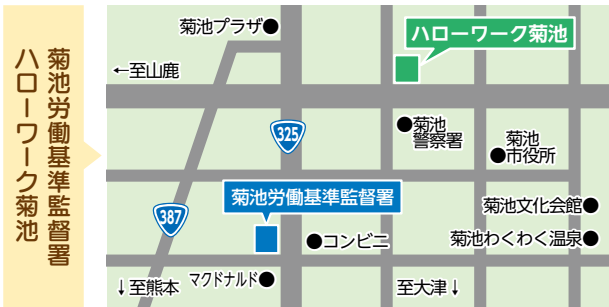 菊池労働基準監督署
ハローワーク菊池
菊池プラザ
ハローワーク菊池
←至山鹿
325
菊池
警察署
菊池
市役所
387
菊池労働基準監督署
菊池文化会館
コンビニ
菊池わくわく温泉
↓至熊本
マクドナルド
至大津↓